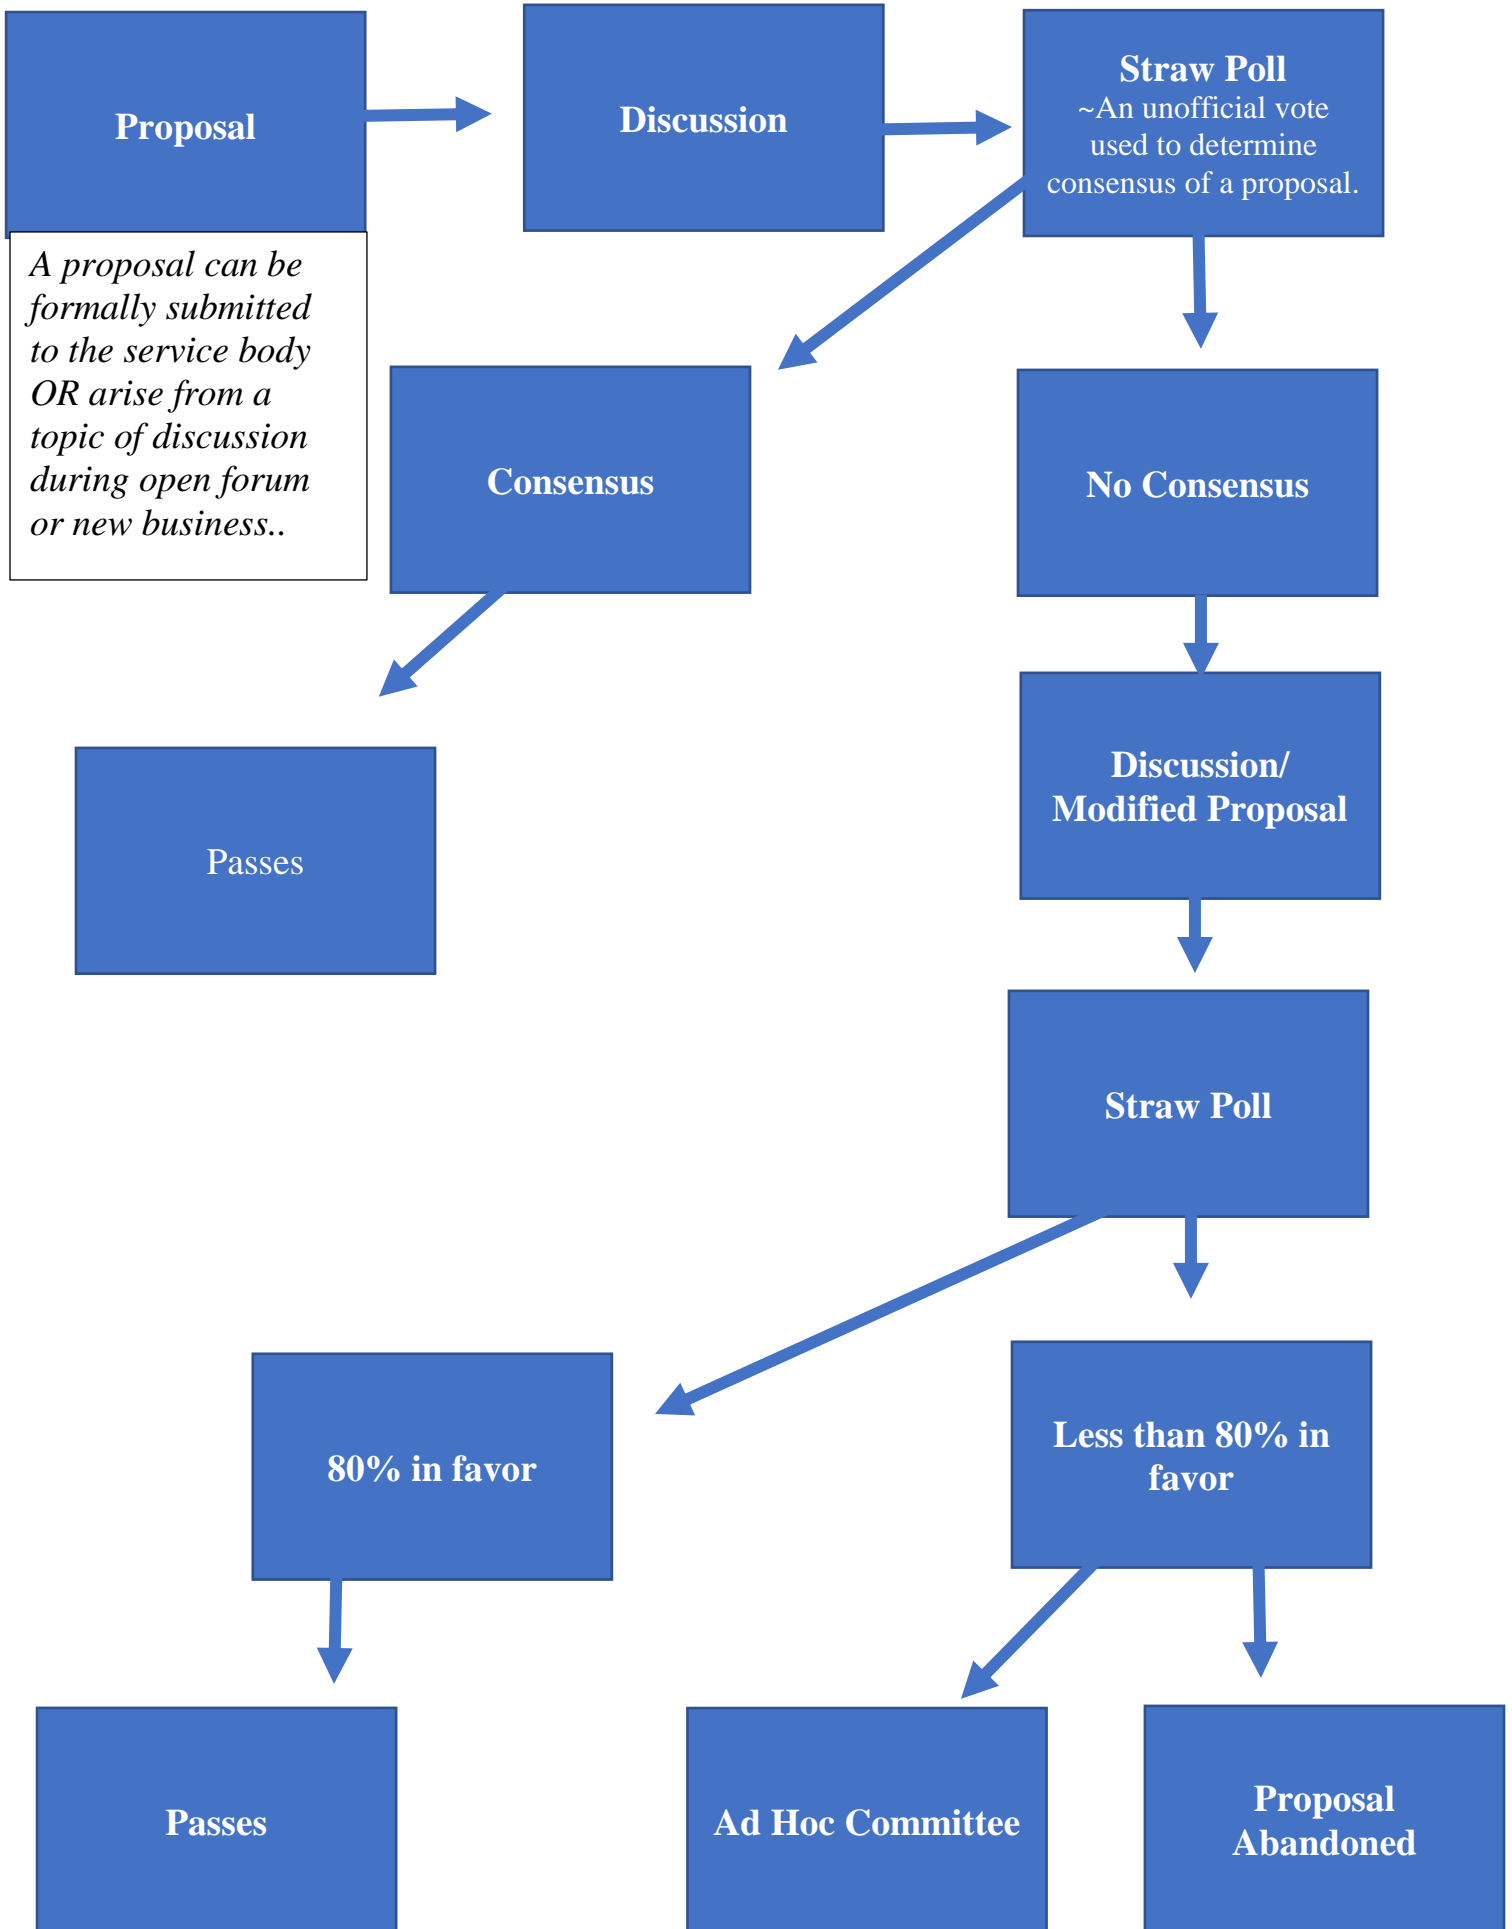 Proposal
Discussion
Straw Poll
~An unofficial vote
used to determine
consensus of a proposal.
A proposal can be
formally submitted
to the service body
OR arise from a
topic of discussion
during open forum
or new business..
Consensus
No Consensus
Passes
Discussion/
Modified Proposal
Straw Poll
80% in favor
Less than 80% in
favor
Passes
Ad Hoc Committee
Proposal
Abandoned